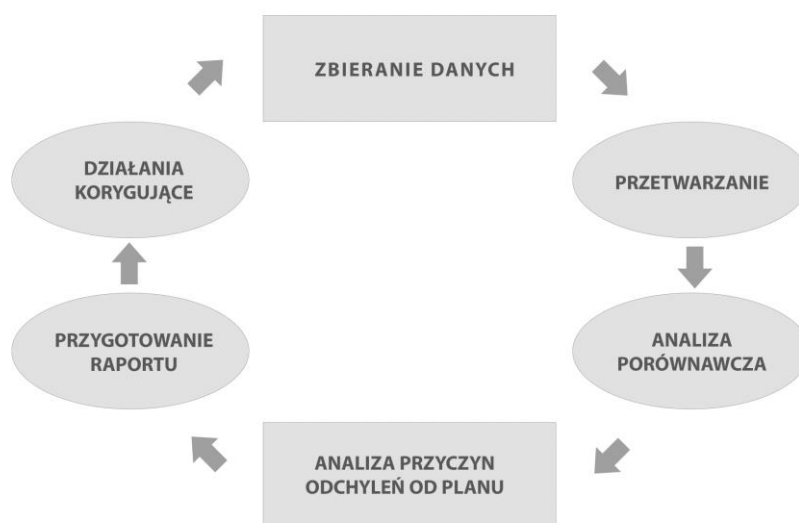 ZBIERANIE DANYCH
PRZETWARZANIE
ANALIZA
PORÓWNAWCZA
ANALIZA PRZYCZYN
ODCHYLEŃ OD PLANU
PRZYGOTOWANIE
RAPORTU
DZIAŁANIA
KORYGUJĄCE